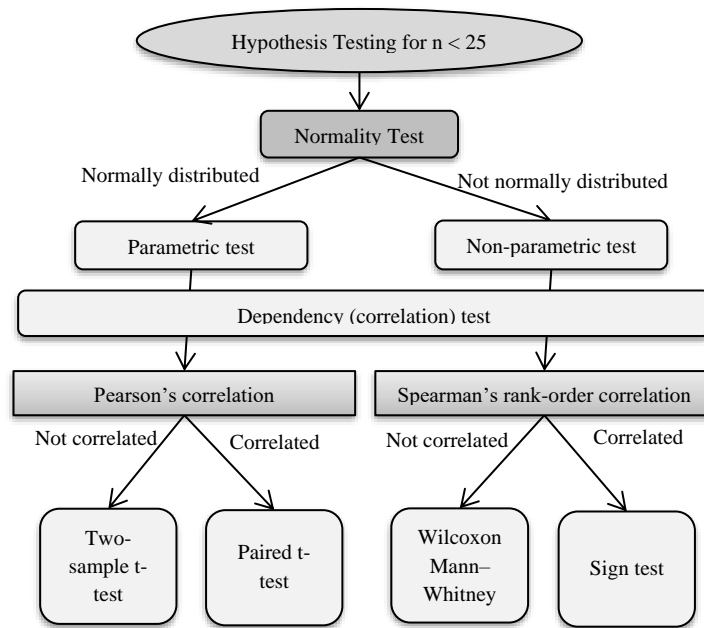 Hypothesis Testing for n < 25
Normality Test
Normally distributed
Not normally distributed
Parametric test
Non-parametric test
Dependency (correlation) test
Pearson's correlation
Spearman's rank-order correlation
Not correlated
Correlated
Not correlated
Correlated
Two-
sample t-
test
Paired t-
test
Wilcoxon
Mann–
Whitney
Sign test